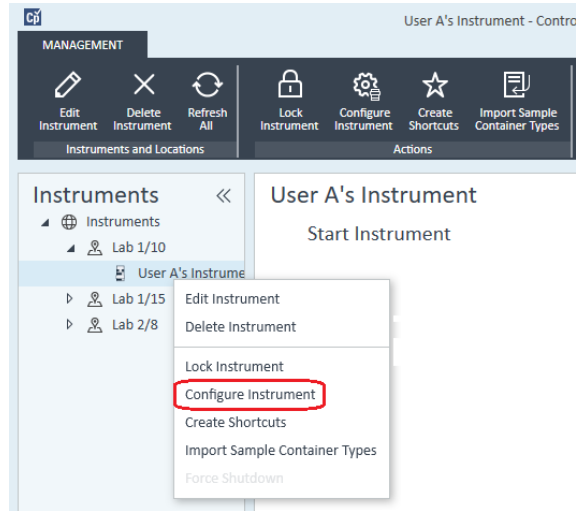 Cp
User A's Instrument - Contro
MANAGEMENT
Edit Instrument
Delete Instrument
Refresh All
Lock Instrument
Configure Instrument
Create Shortcuts
Import Sample Container Types
Instruments and Locations
Actions
Instruments
User A's Instrument
Instruments
Start Instrument
Lab 1/10
User A's Instrume
Lab 1/15
Lab 2/8
Edit Instrument
Delete Instrument
Lock Instrument
Configure Instrument
Create Shortcuts
Import Sample Container Types
Force Shutdown